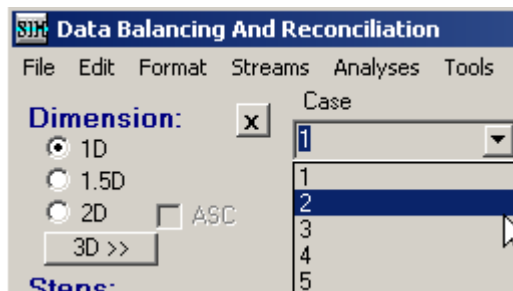 SIM Data Balancing And Reconciliation
File Edit Format Streams Analyses Tools
Dimension:
x
Case
1
1D
1.5D
2D
ASC
3D >>
1
2
3
4
5
Steps: